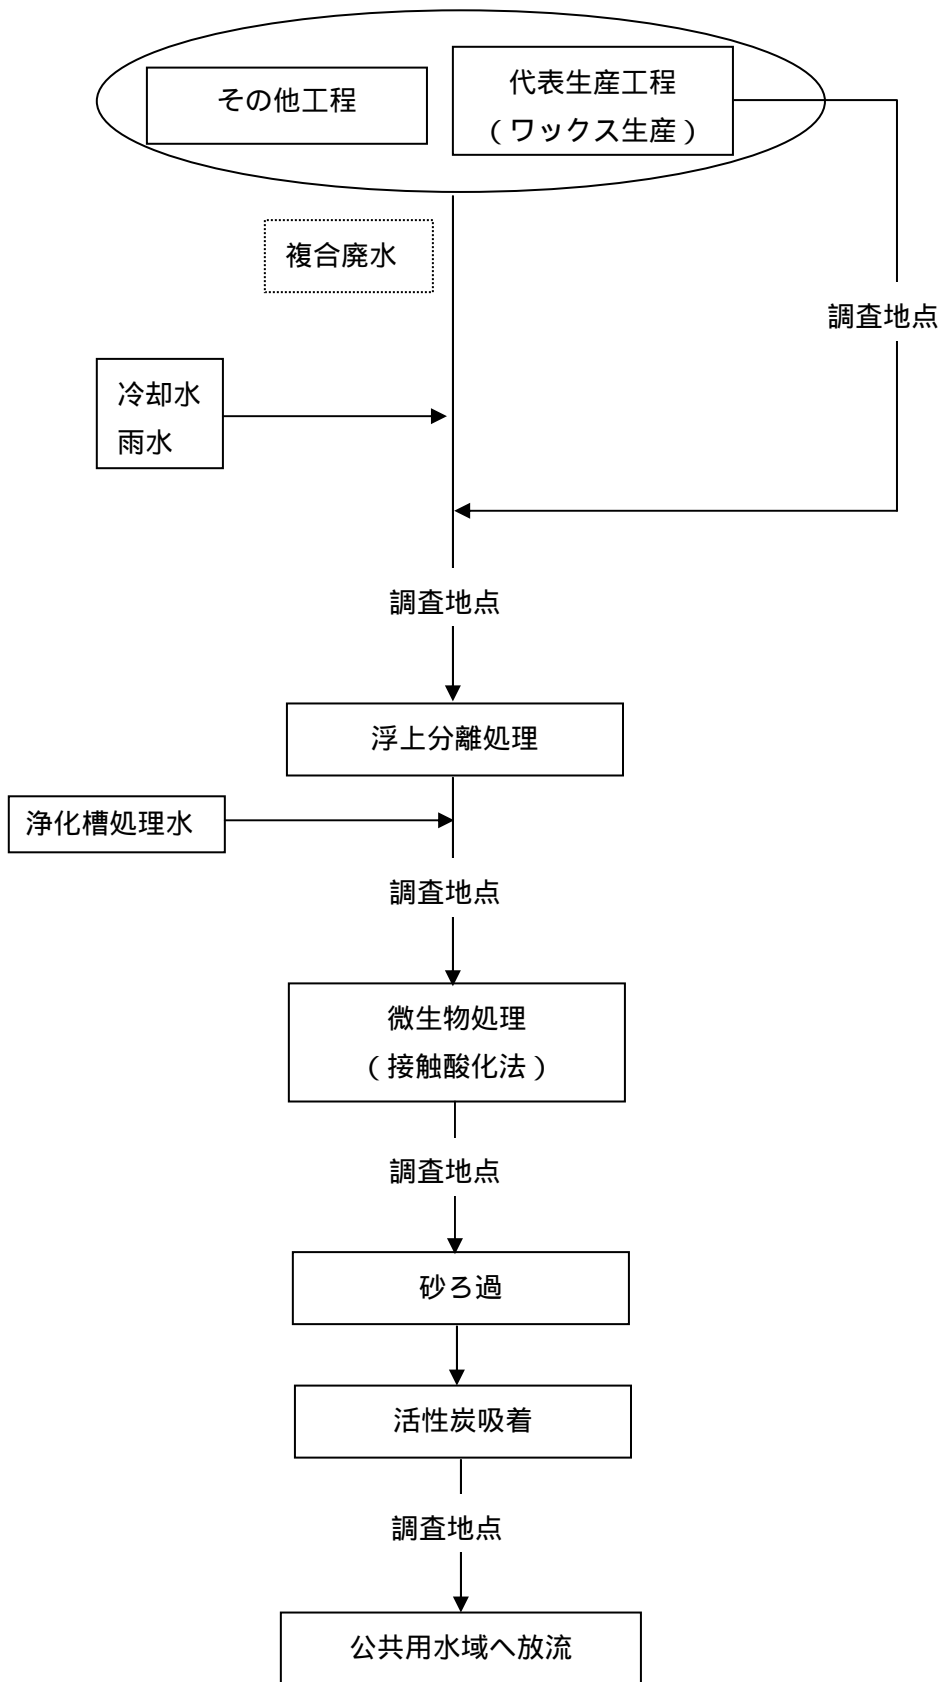 その他工程
代表生産工程
（ワックス生産）
複合廃水
調査地点
冷却水
雨水
調査地点
浮上分離処理
浄化槽処理水
調査地点
微生物処理
（接触酸化法）
調査地点
砂ろ過
活性炭吸着
調査地点
公共用水域へ放流